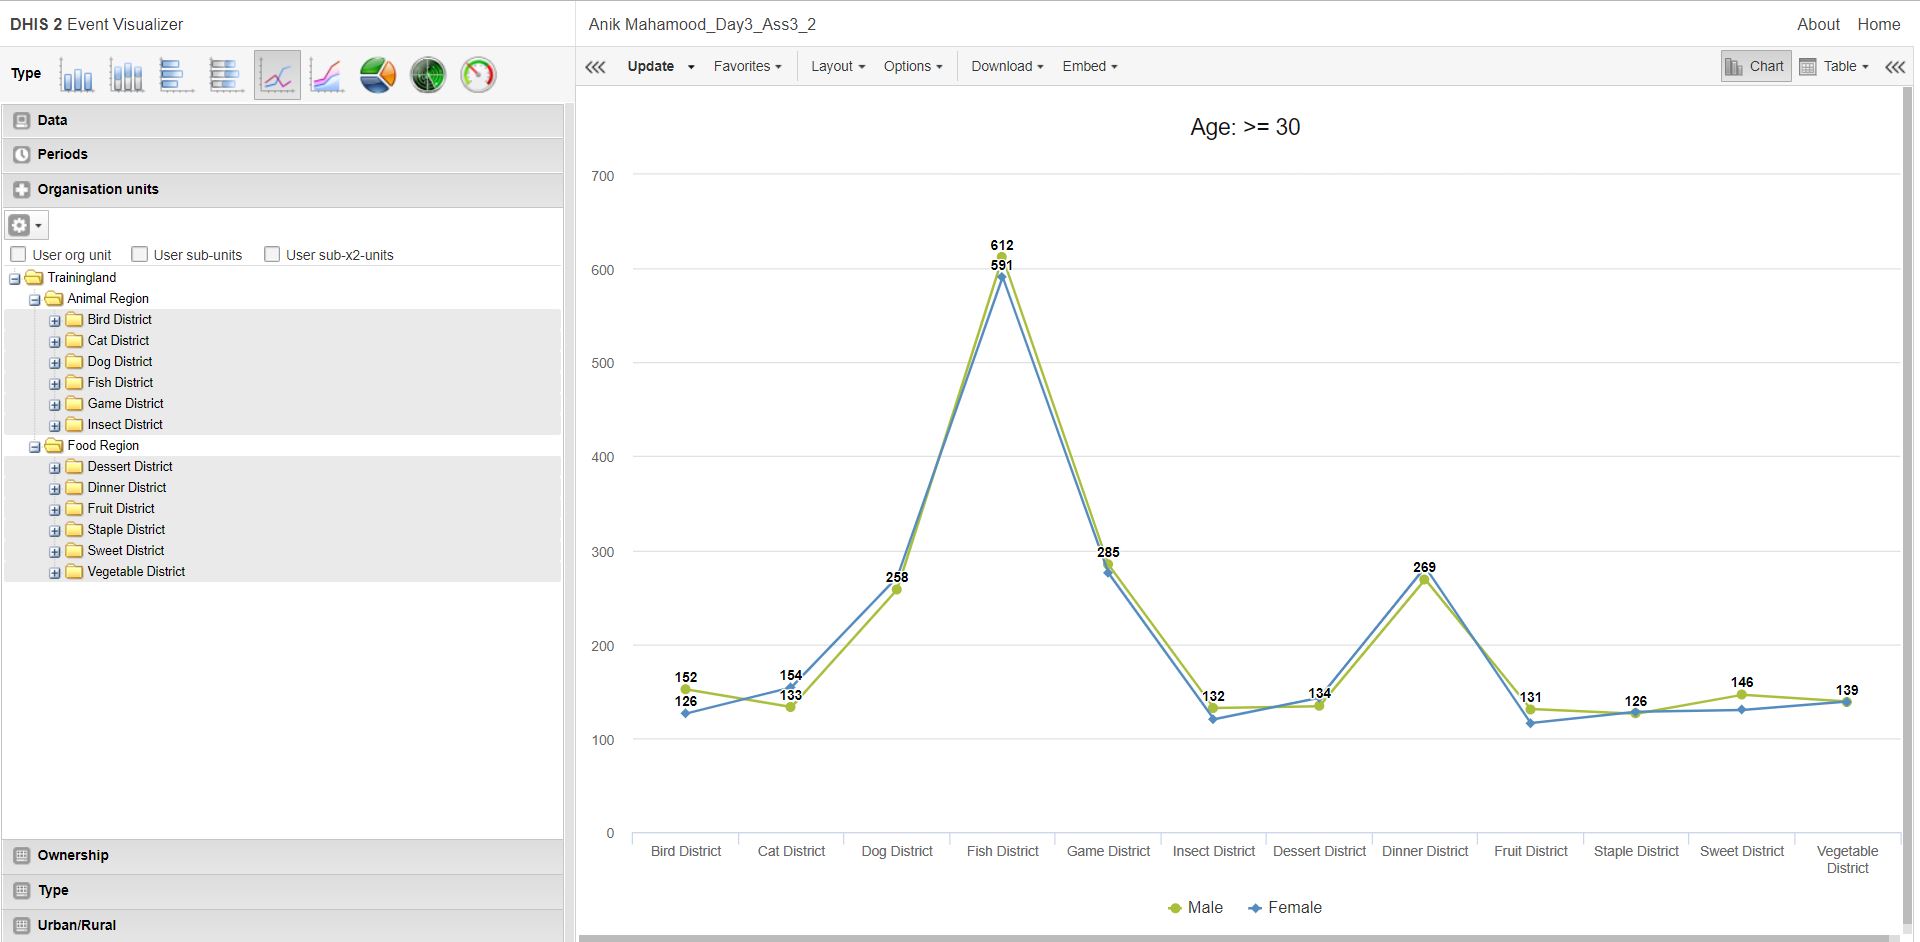 DHIS 2 Event Visualizer
Anik Mahamood_Day3_Ass3_2
About Home
Type
Update Favorites Layout Options Download Embed Chart Table
Data
Periods
Organisation units
User org unit User sub-units User sub-x2-units
Trainingland
Animal Region
Bird District
Cat District
Dog District
Fish District
Game District
Insect District
Food Region
Dessert District
Dinner District
Fruit District
Staple District
Sweet District
Vegetable District
Ownership
Type
Urban/Rural
Age: >= 30
700
600
500
400
300
200
100
0
152
126
154
133
258
612
591
285
132
134
269
131
126
146
139
Bird District Cat District Dog District Fish District Game District Insect District Dessert District Dinner District Fruit District Staple District Sweet District Vegetable
District
Male Female